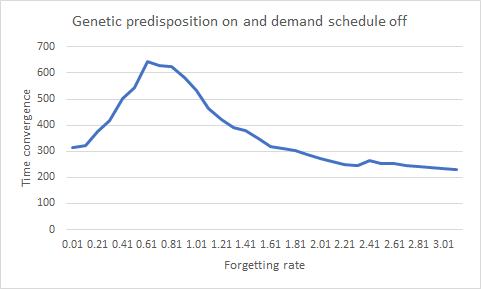 Genetic predisposition on and demand schedule off
700
600
500
400
300
200
100
0
Time convergence
0.01 0.21 0.41 0.61 0.81 1.01 1.21 1.41 1.61 1.81 2.01 2.21 2.41 2.61 2.81 3.01
Forgetting rate